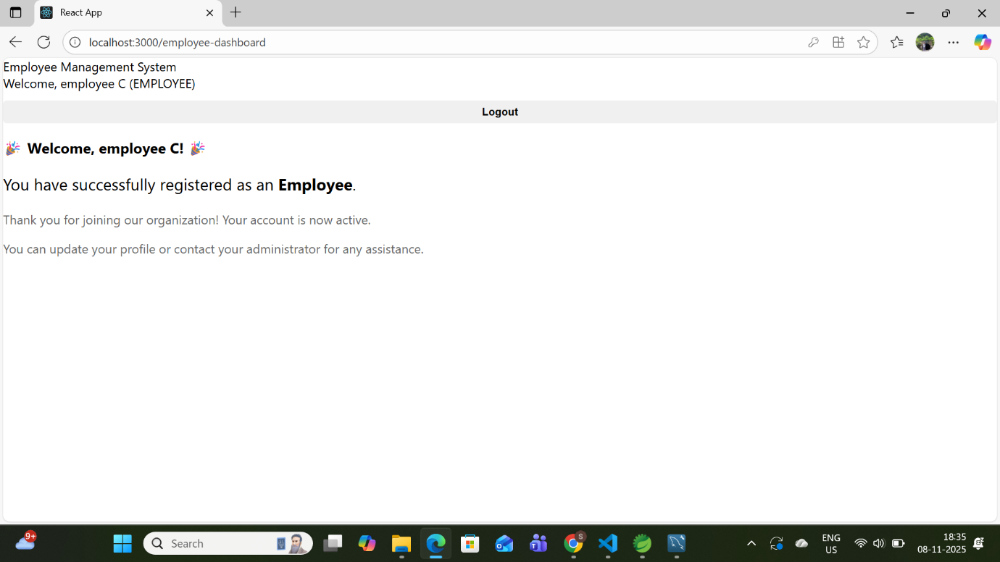 React App
localhost:3000/employee-dashboard
Employee Management System
Welcome, employee C (EMPLOYEE)
Logout
🎉 Welcome, employee C! 🎉
You have successfully registered as an Employee.
Thank you for joining our organization! Your account is now active.
You can update your profile or contact your administrator for any assistance.
9+
Search
S
ENG
US
18:35
08-11-2025